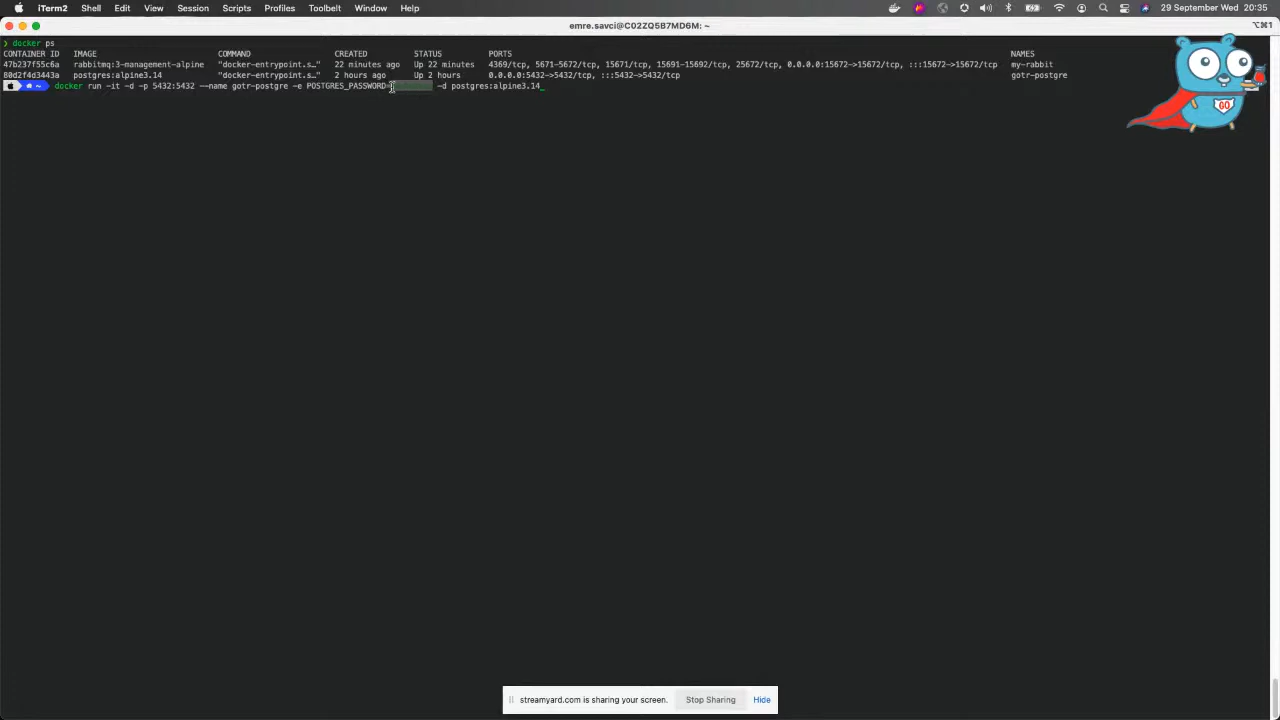 iTerm2 Shell Edit View Session Scripts Profiles Toolbelt Window Help 29 September Wed 20:35
emre.savci@C02ZQ5B7MD6M: ~ ⌥⌘1
❯ docker ps
CONTAINER ID IMAGE COMMAND CREATED STATUS PORTS NAMES
47b237f55c6a rabbitmq:3-management-alpine "docker-entrypoint.s…" 22 minutes ago Up 22 minutes 4369/tcp, 5671-5672/tcp, 15671/tcp, 15691-15692/tcp, 25672/tcp, 0.0.0.0:15672->15672/tcp, :::15672->15672/tcp my-rabbit
80d2f4d3443a postgres:alpine3.14 "docker-entrypoint.s…" 2 hours ago Up 2 hours 0.0.0.0:5432->5432/tcp, :::5432->5432/tcp gotr-postgre
~ docker run -it -d -p 5432:5432 --name gotr-postgre -e POSTGRES_PASSWORD= -d postgres:alpine3.14
GO
streamyard.com is sharing your screen. Stop Sharing Hide